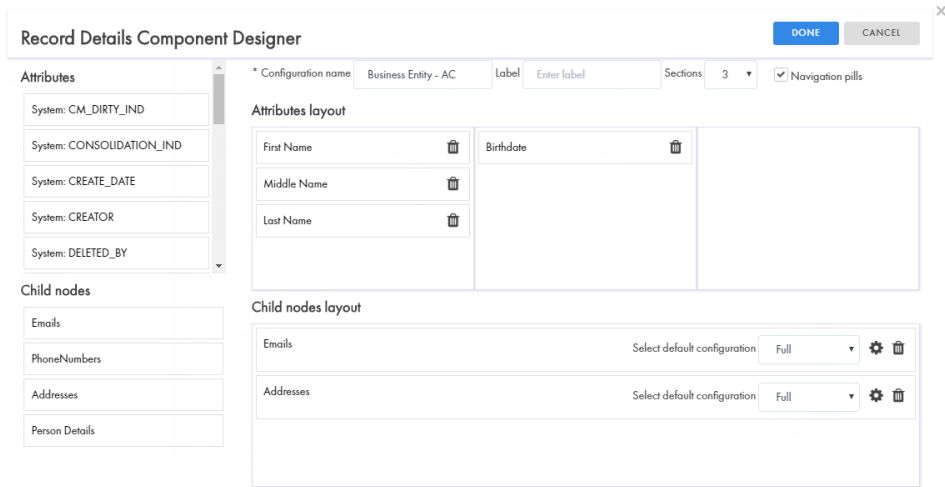 Record Details Component Designer
DONE
CANCEL
Attributes
System: CM_DIRTY_IND
System: CONSOLIDATION_IND
System: CREATE_DATE
System: CREATOR
System: DELETED_BY
Child nodes
Emails
PhoneNumbers
Addresses
Person Details
* Configuration name Business Entity - AC Label Enter label Sections 3 Navigation pills
Attributes layout
First Name
Birthdate
Middle Name
Last Name
Child nodes layout
Emails Select default configuration Full
Addresses Select default configuration Full